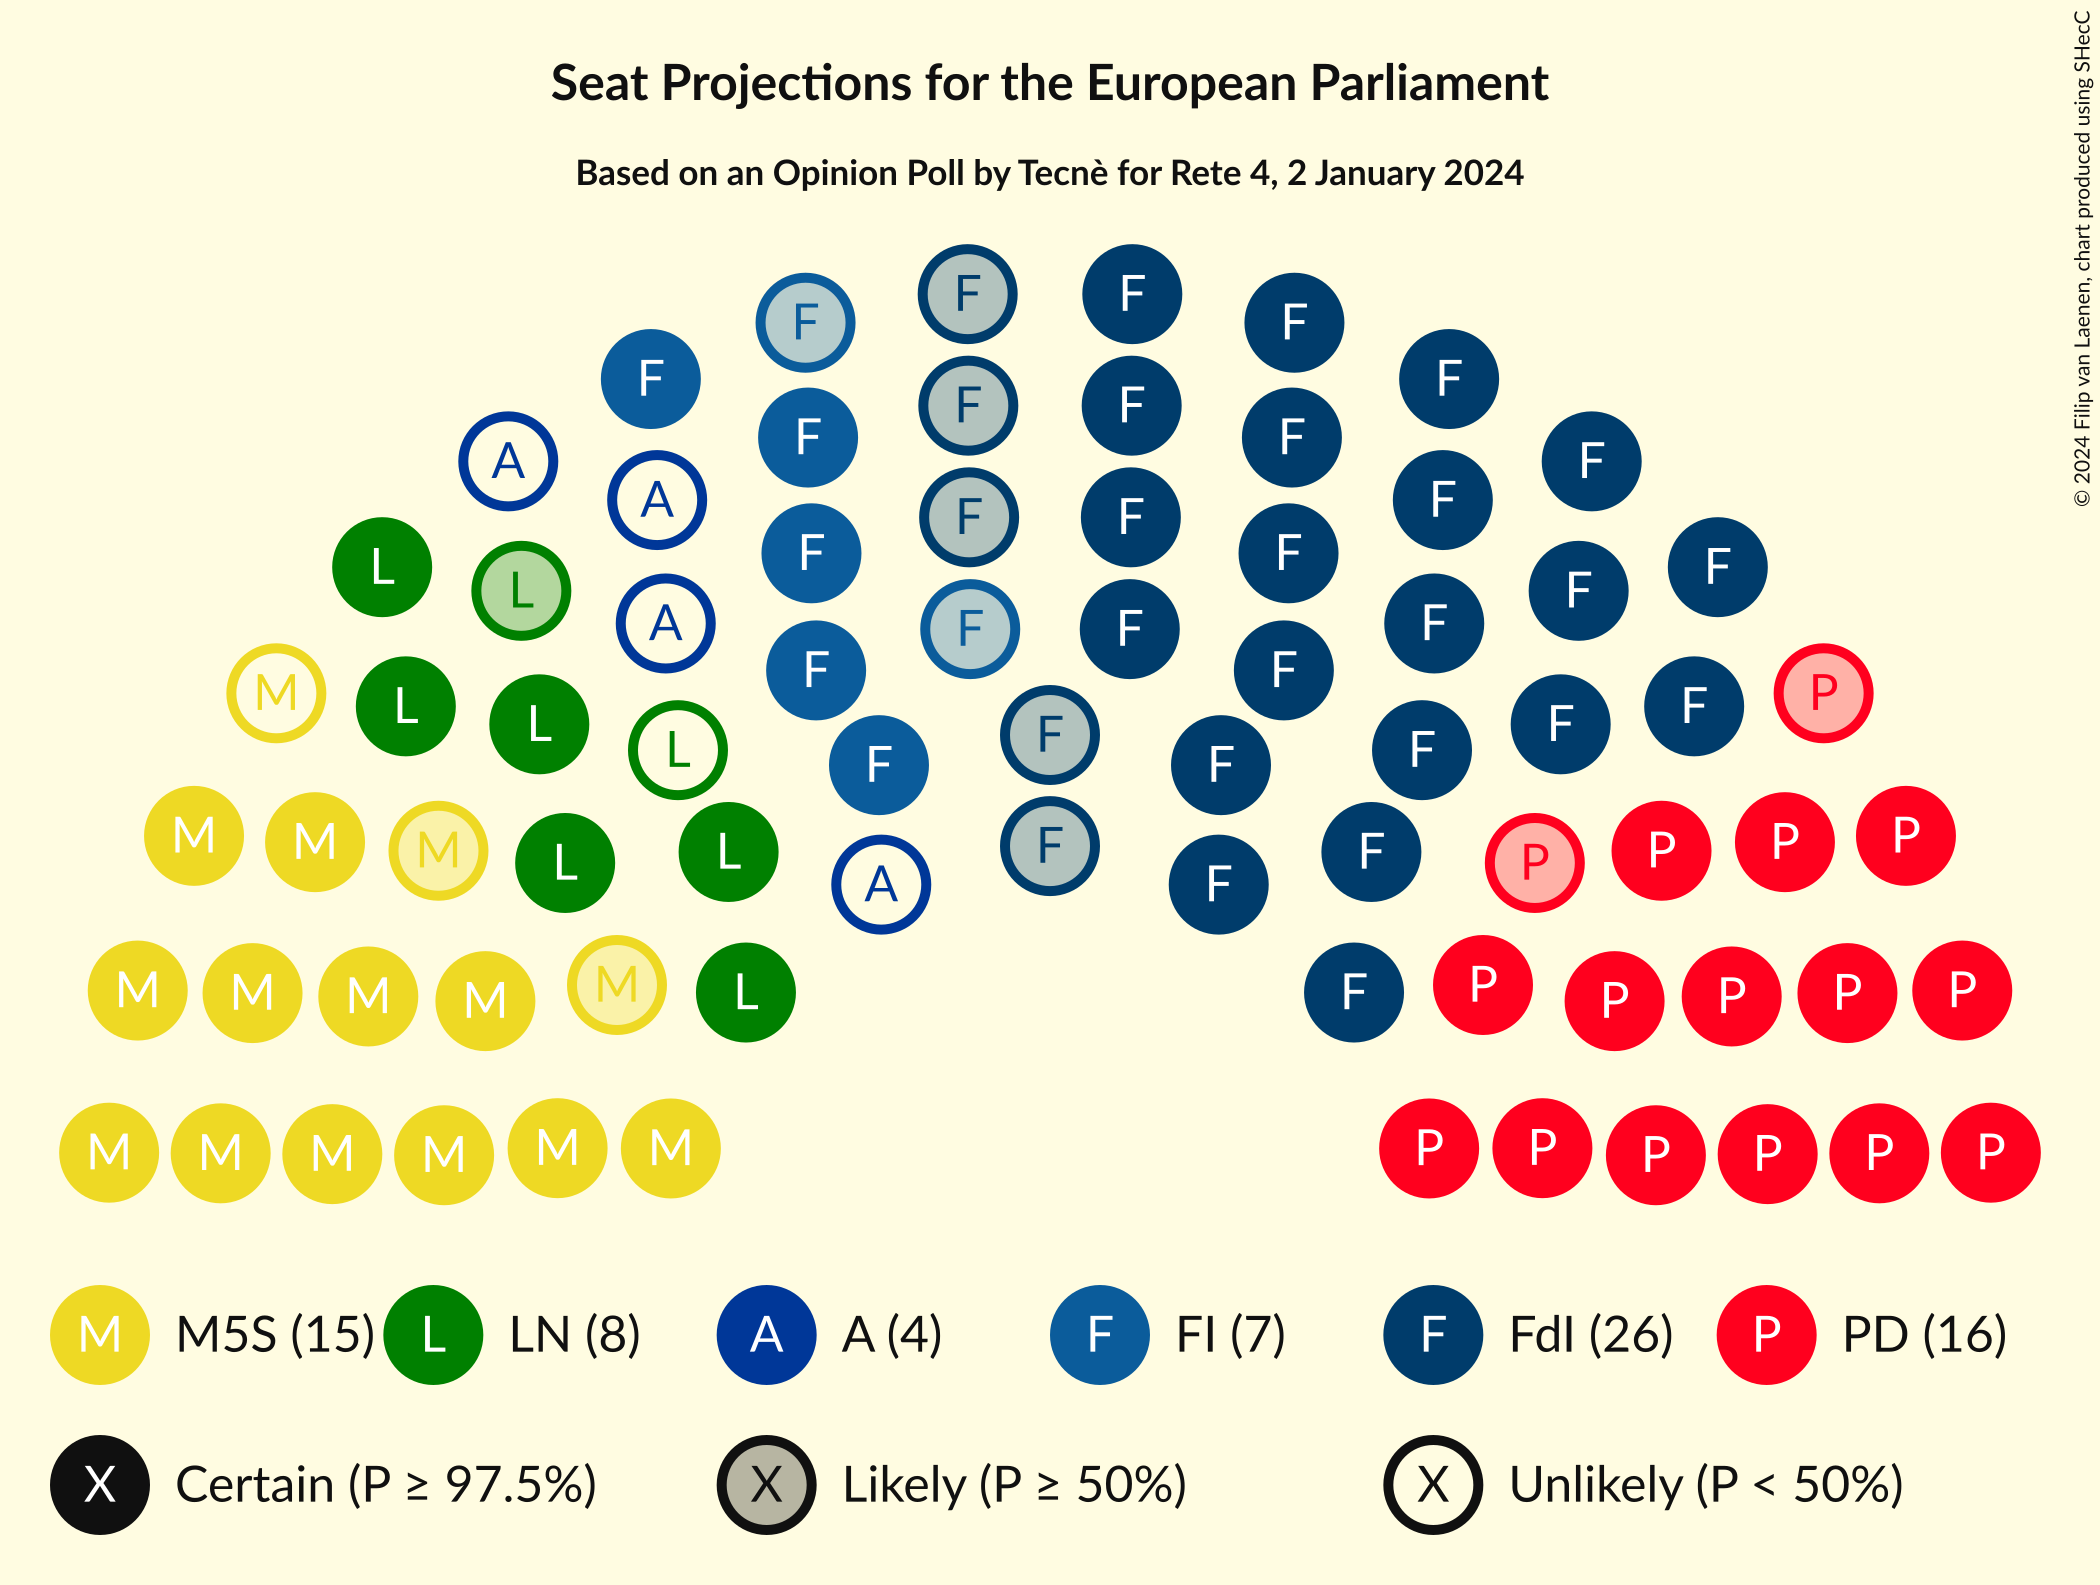 Seat Projections for the European Parliament
Based on an Opinion Poll by Tecnè for Rete 4, 2 January 2024
© 2024 Filip van Laenen, chart produced using SHecC
F F
F F F F
F F
F F
A F F F
A F F F
L F F F F
L A F F F F
M L L F F F F F P
L F F F F
F F F
M M M L L F F P P P P
A F
M M M M M L F P P P P P
M M M M M M P P P P P P
M M5S (15) L LN (8) A A (4) F FI (7) F FdI (26) P PD (16)
X Certain (P ≥ 97.5%) X Likely (P ≥ 50%) X Unlikely (P < 50%)